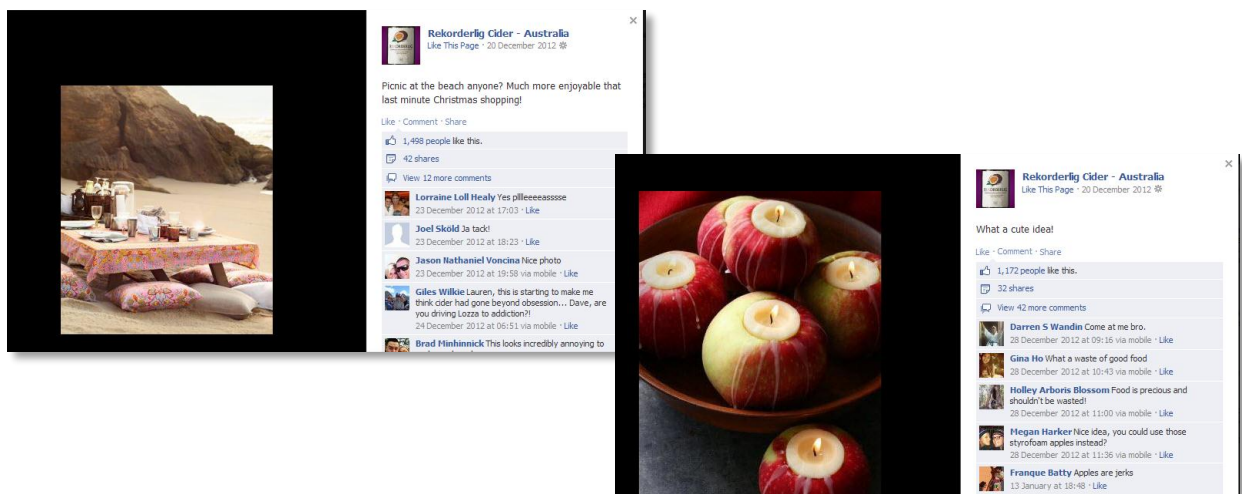 Rekorderlig Cider - Australia
Like This Page · 20 December 2012
Picnic at the beach anyone? Much more enjoyable that
last minute Christmas shopping!
Like · Comment · Share
1,498 people like this.
42 shares
View 12 more comments
Lorraine Loll Healy Yes plleeeeasssse
23 December 2012 at 17:03 · Like
Joel Sköld Ja tack!
23 December 2012 at 18:23 · Like
Jason Nathaniel Voncina Nice photo
23 December 2012 at 19:58 via mobile · Like
Giles Wilkie Lauren, this is starting to make me
think cider had gone beyond obsession... Dave, are
you driving Lozza to addiction?!
24 December 2012 at 06:51 via mobile · Like
Brad Minhinnick This looks incredibly annoying to
Rekorderlig Cider - Australia
Like This Page · 20 December 2012
What a cute idea!
Like · Comment · Share
1,172 people like this.
32 shares
View 42 more comments
Darren S Wandin Come at me bro.
28 December 2012 at 09:16 via mobile · Like
Gina Ho What a waste of good food
28 December 2012 at 10:43 via mobile · Like
Holley Arboris Blossom Food is precious and
shouldn't be wasted!
28 December 2012 at 11:00 via mobile · Like
Megan Harker Nice idea, you could use those
styrofoam apples instead?
28 December 2012 at 11:36 via mobile · Like
Franque Batty Apples are jerks
13 January at 18:48 · Like